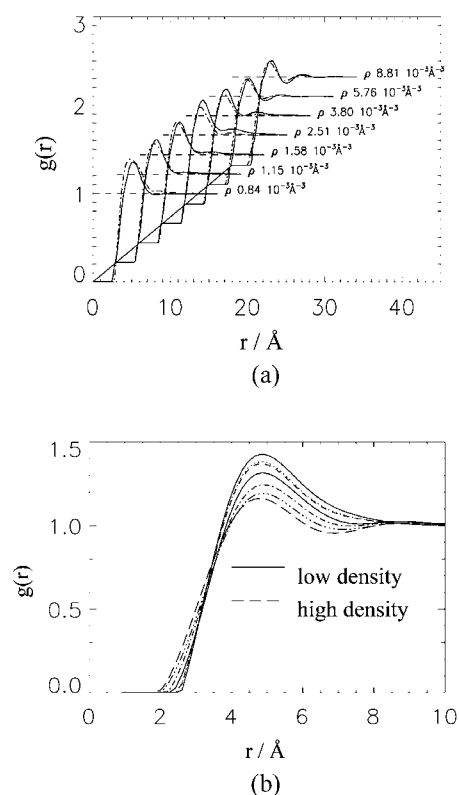 3
2
1
0
g(r)
ρ 8.81 10⁻³Å⁻³
ρ 5.76 10⁻³Å⁻³
ρ 3.80 10⁻³Å⁻³
ρ 2.51 10⁻³Å⁻³
ρ 1.58 10⁻³Å⁻³
ρ 1.15 10⁻³Å⁻³
ρ 0.84 10⁻³Å⁻³
0 10 20 30 40
r / Å
(a)
1.5
1.0
0.5
0.0
g(r)
low density
high density
0 2 4 6 8 10
r / Å
(b)